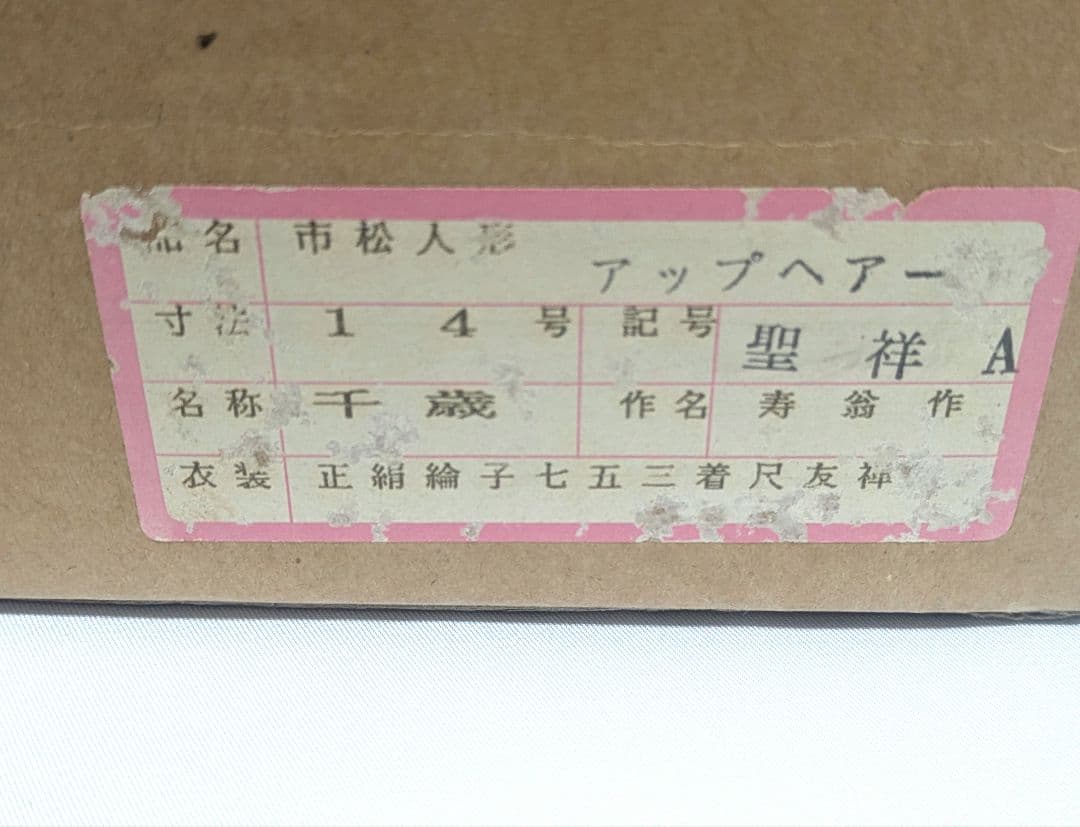 品名 市松人形 アップヘアー
寸法 14号 記号 聖祥A
名称 千歳 作名 寿翁作
衣装 正絹綸子七五三着尺友禅